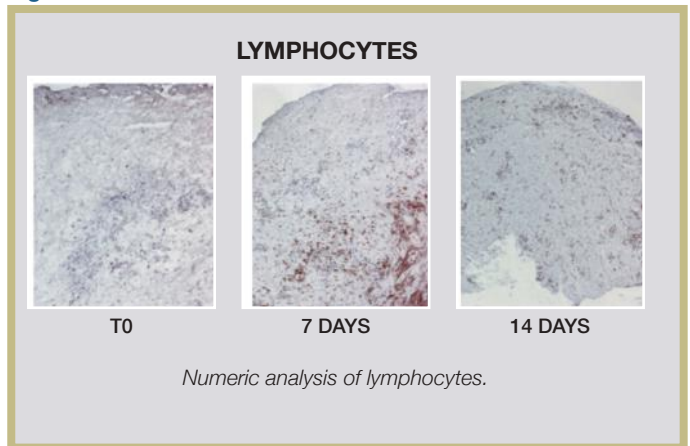 LYMPHOCYTES
T0
7 DAYS
14 DAYS
Numeric analysis of lymphocytes.